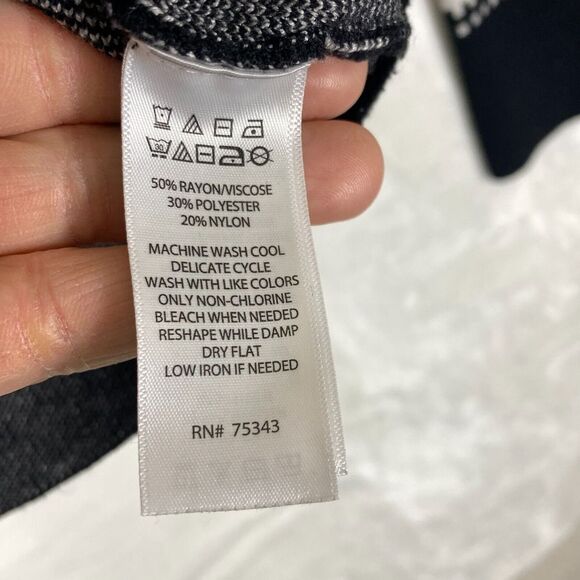 30
50% RAYON/VISCOSE
30% POLYESTER
20% NYLON
MACHINE WASH COOL
DELICATE CYCLE
WASH WITH LIKE COLORS
ONLY NON-CHLORINE
BLEACH WHEN NEEDED
RESHAPE WHILE DAMP
DRY FLAT
LOW IRON IF NEEDED
RN# 75343